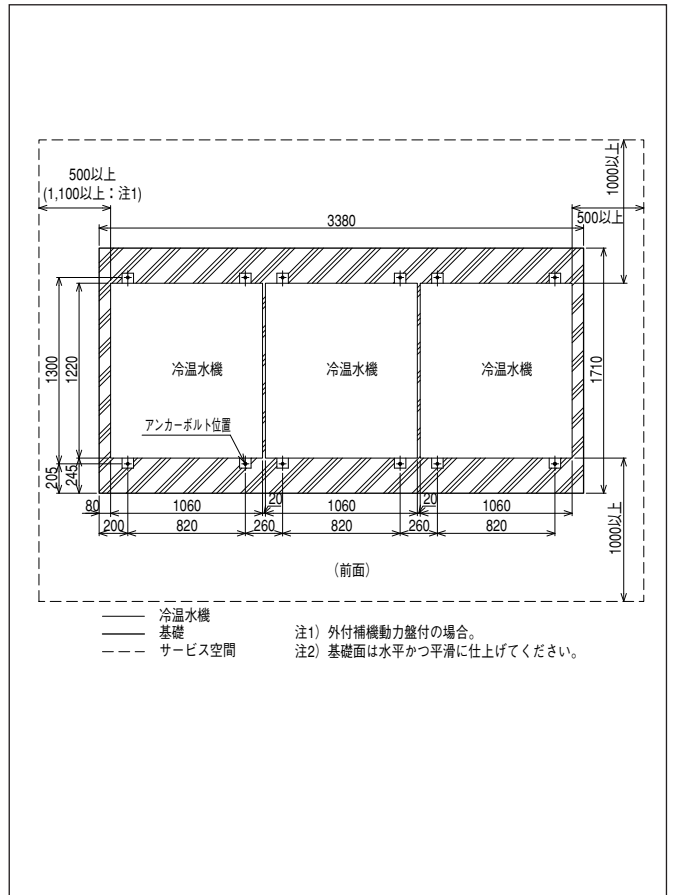 500以上
(1,100以上：注1)
1000以上
500以上
3380
1300
1220
1710
冷温水機
冷温水機
冷温水機
アンカーボルト位置
205
245
80
1060
20
1060
20
1060
200
820
260
820
260
820
1000以上
(前面)
冷温水機
基礎
サービス空間
注1) 外付補機動力盤付の場合。
注2) 基礎面は水平かつ平滑に仕上げてください。